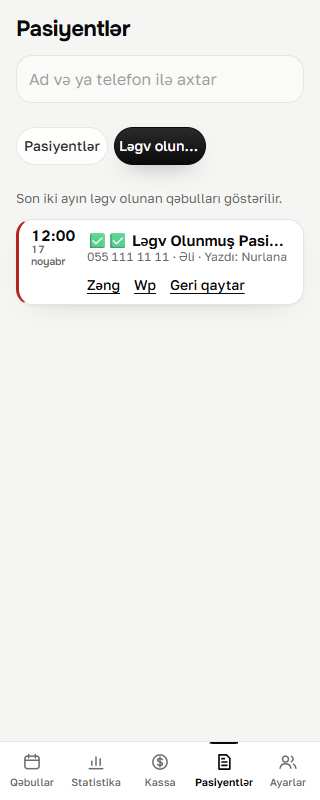 Pasiyentlər
Ad və ya telefon ilə axtar
Pasiyentlər
Ləgv olun...
Son iki ayın ləgv olunan qəbulları göstərilir.
12:00
17
noyabr
✅ ✅ Ləgv Olunmuş Pasi...
055 111 11 11 · Əli · Yazdı: Nurlana
Zəng Wp Geri qaytar
Qəbullar Statistika Kassa Pasiyentlər Ayarlar